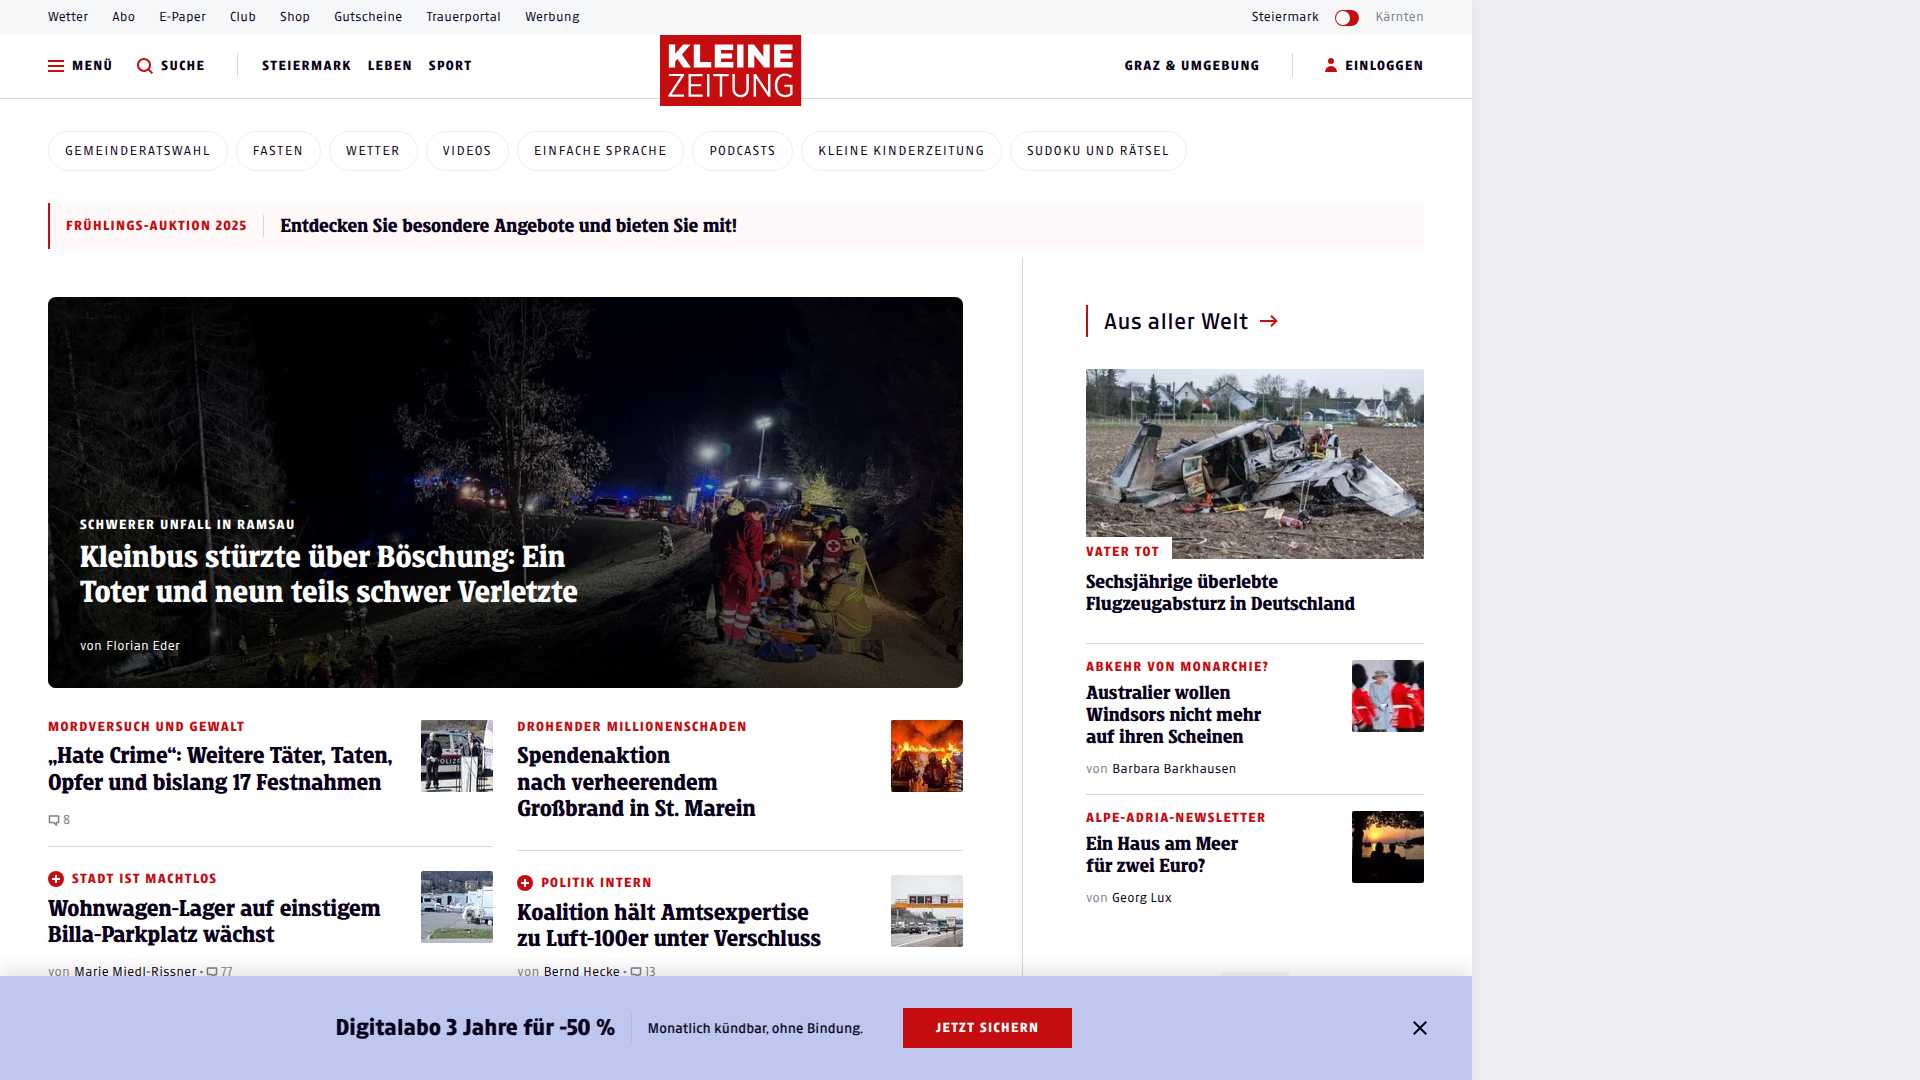 Wetter Abo E-Paper Club Shop Gutscheine Trauerportal Werbung Steiermark Kärnten
MENÜ SUCHE STEIERMARK LEBEN SPORT KLEINE ZEITUNG GRAZ & UMGEBUNG EINLOGGEN
GEMEINDERATSWAHL FASTEN WETTER VIDEOS EINFACHE SPRACHE PODCASTS KLEINE KINDERZEITUNG SUDOKU UND RÄTSEL
FRÜHLINGS-AUKTION 2025 Entdecken Sie besondere Angebote und bieten Sie mit!
SCHWERER UNFALL IN RAMSAU
Kleinbus stürzte über Böschung: Ein
Toter und neun teils schwer Verletzte
von Florian Eder
MORDVERSUCH UND GEWALT
„Hate Crime“: Weitere Täter, Taten,
Opfer und bislang 17 Festnahmen
8
STADT IST MACHTLOS
Wohnwagen-Lager auf einstigem
Billa-Parkplatz wächst
von Marie Miedl-Rissner • 77
DROHENDER MILLIONENSCHADEN
Spendenaktion
nach verheerendem
Großbrand in St. Marein
POLITIK INTERN
Koalition hält Amtsexpertise
zu Luft-100er unter Verschluss
von Bernd Hecke • 13
Aus aller Welt
VATER TOT
Sechsjährige überlebte
Flugzeugabsturz in Deutschland
ABKEHR VON MONARCHIE?
Australier wollen
Windsors nicht mehr
auf ihren Scheinen
von Barbara Barkhausen
ALPE-ADRIA-NEWSLETTER
Ein Haus am Meer
für zwei Euro?
von Georg Lux
Digitalabo 3 Jahre für -50 % Monatlich kündbar, ohne Bindung. JETZT SICHERN